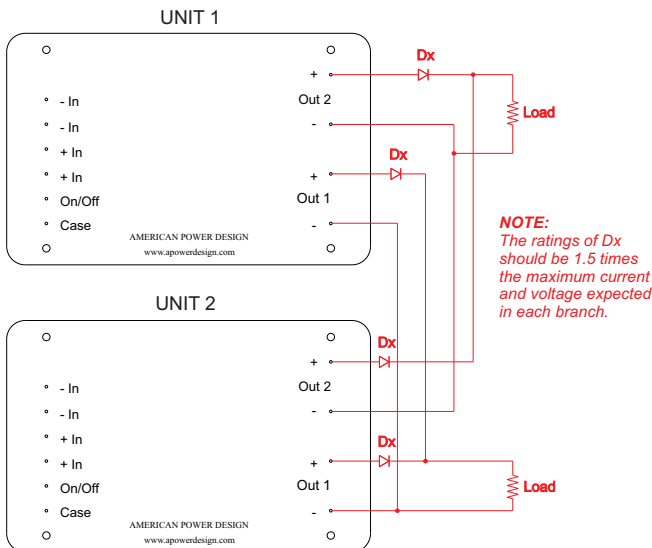 UNIT 1
Dx
+
Out 2
- In
Load
- In
-
+ In
Dx
+ In
+
On/Off
Out 1
Case
-
AMERICAN POWER DESIGN
www.apowerdesign.com
NOTE:
The ratings of Dx
should be 1.5 times
the maximum current
and voltage expected
in each branch.
UNIT 2
Dx
+
Out 2
- In
- In
-
+ In
Dx
+ In
+
On/Off
Out 1
Load
Case
-
AMERICAN POWER DESIGN
www.apowerdesign.com